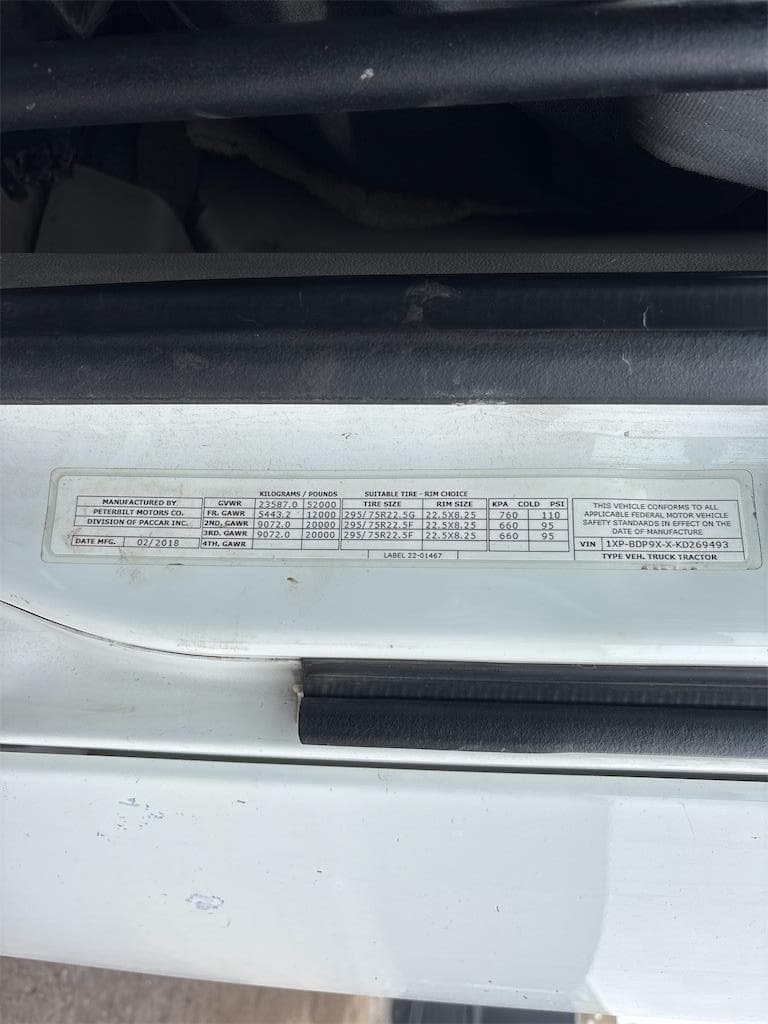 KILOGRAMS / POUNDS SUITABLE TIRE - RIM CHOICE
MANUFACTURED BY
PETERBILT MOTORS CO.
DIVISION OF PACCAR INC.
DATE MFG. 02/2018
GVWR 23587.0 52000 TIRE SIZE RIM SIZE KPA COLD PSI
FR. GAWR 5443.2 12000 295/75R22.5G 22.5X8.25 760 110
2ND. GAWR 9072.0 20000 295/75R22.5F 22.5X8.25 660 95
3RD. GAWR 9072.0 20000 295/75R22.5F 22.5X8.25 660 95
4TH. GAWR
LABEL 22-01467
THIS VEHICLE CONFORMS TO ALL
APPLICABLE FEDERAL MOTOR VEHICLE
SAFETY STANDARDS IN EFFECT ON THE
DATE OF MANUFACTURE
VIN 1XP-BDP9X-X-KD269493
TYPE VEH. TRUCK TRACTOR